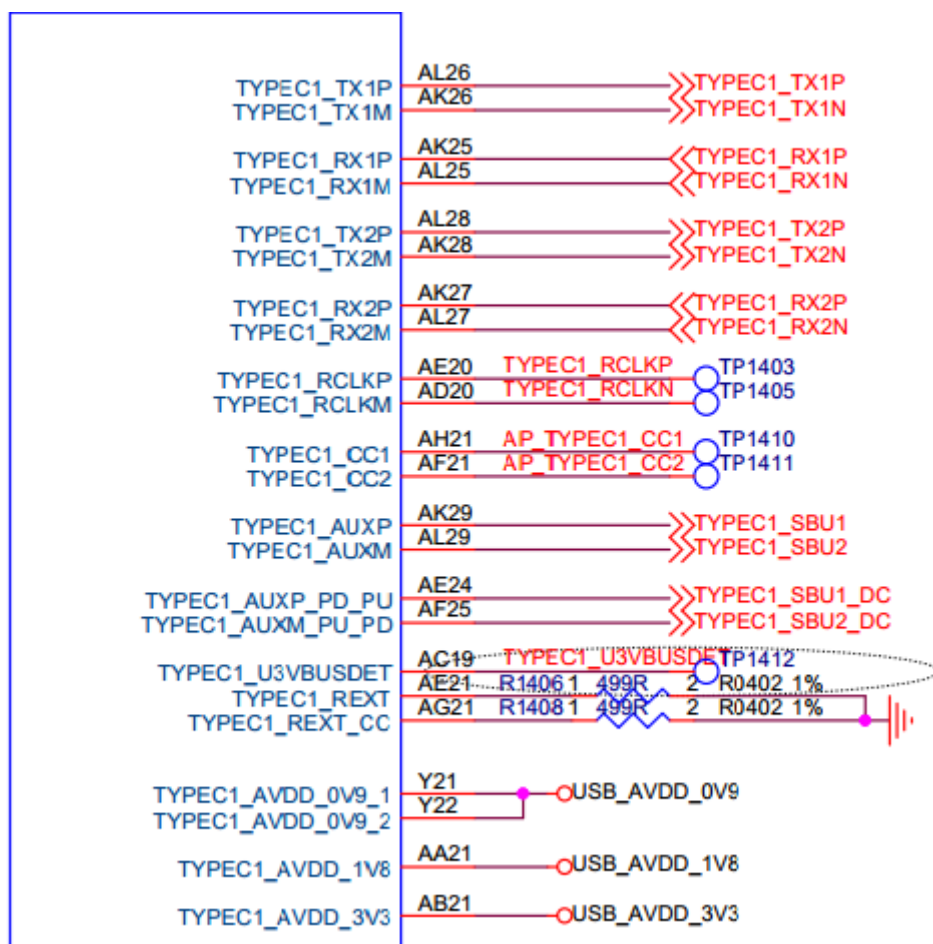 TYPEC1_TX1P AL26 TYPEC1_TX1P
TYPEC1_TX1M AK26 TYPEC1_TX1N
TYPEC1_RX1P AK25 TYPEC1_RX1P
TYPEC1_RX1M AL25 TYPEC1_RX1N
TYPEC1_TX2P AL28 TYPEC1_TX2P
TYPEC1_TX2M AK28 TYPEC1_TX2N
TYPEC1_RX2P AK27 TYPEC1_RX2P
TYPEC1_RX2M AL27 TYPEC1_RX2N
TYPEC1_RCLKP AE20 TYPEC1_RCLKP TP1403
TYPEC1_RCLKM AD20 TYPEC1_RCLKN TP1405
TYPEC1_CC1 AH21 AP_TYPEC1_CC1 TP1410
TYPEC1_CC2 AF21 AP_TYPEC1_CC2 TP1411
TYPEC1_AUXP AK29 TYPEC1_SBU1
TYPEC1_AUXM AL29 TYPEC1_SBU2
TYPEC1_AUXP_PD_PU AE24 TYPEC1_SBU1_DC
TYPEC1_AUXM_PU_PD AF25 TYPEC1_SBU2_DC
TYPEC1_U3VBUSDET AC19 TYPEC1_U3VBUSDET TP1412
TYPEC1_REXT AE21 R1406 1 499R 2 R0402 1%
TYPEC1_REXT_CC AG21 R1408 1 499R 2 R0402 1%
TYPEC1_AVDD_0V9_1 Y21 USB_AVDD_0V9
TYPEC1_AVDD_0V9_2 Y22
TYPEC1_AVDD_1V8 AA21 USB_AVDD_1V8
TYPEC1_AVDD_3V3 AB21 USB_AVDD_3V3